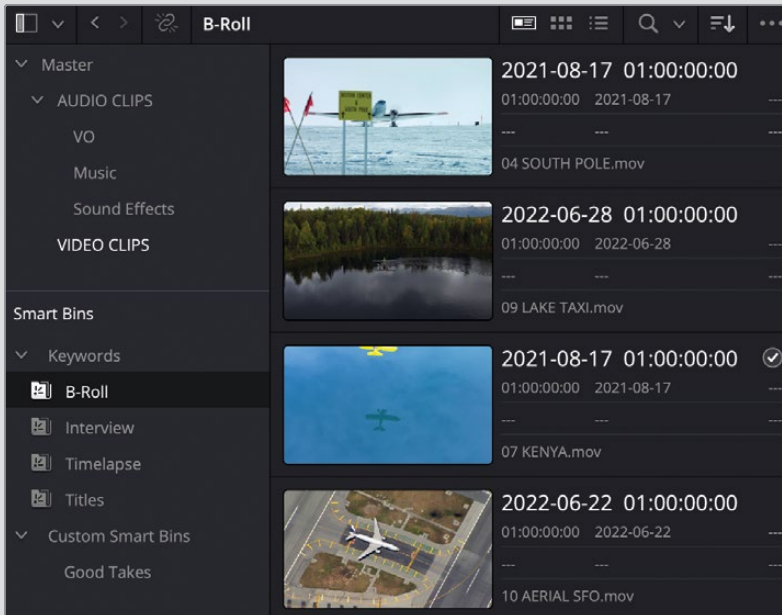 B-Roll
Master
AUDIO CLIPS
VO
Music
Sound Effects
VIDEO CLIPS
Smart Bins
Keywords
B-Roll
Interview
Timelapse
Titles
Custom Smart Bins
Good Takes
2021-08-17 01:00:00:00
01:00:00:00 2021-08-17 ---
--- --- ---
04 SOUTH POLE.mov
2022-06-28 01:00:00:00
01:00:00:00 2022-06-28 ---
--- --- ---
09 LAKE TAXI.mov
2021-08-17 01:00:00:00
01:00:00:00 2021-08-17 ---
--- --- ---
07 KENYA.mov
2022-06-22 01:00:00:00
01:00:00:00 2022-06-22 ---
--- --- ---
10 AERIAL SFO.mov